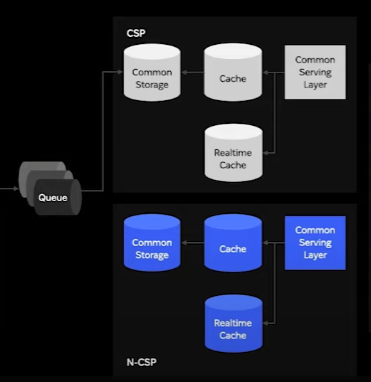 CSP
Common
Storage
Cache
Common
Serving
Layer
Realtime
Cache
Queue
Common
Storage
Cache
Common
Serving
Layer
Realtime
Cache
N-CSP